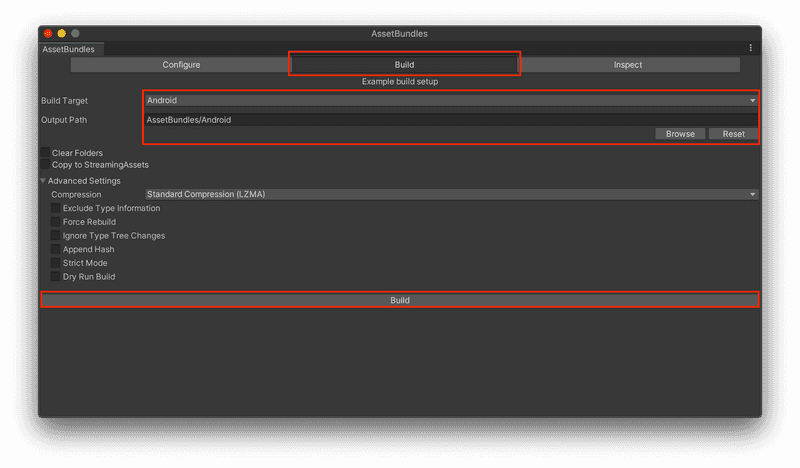 AssetBundles
AssetBundles
Configure Build Inspect
Example build setup
Build Target Android
Output Path AssetBundles/Android
Browse Reset
Clear Folders
Copy to StreamingAssets
Advanced Settings
Compression Standard Compression (LZMA)
Exclude Type Information
Force Rebuild
Ignore Type Tree Changes
Append Hash
Strict Mode
Dry Run Build
Build